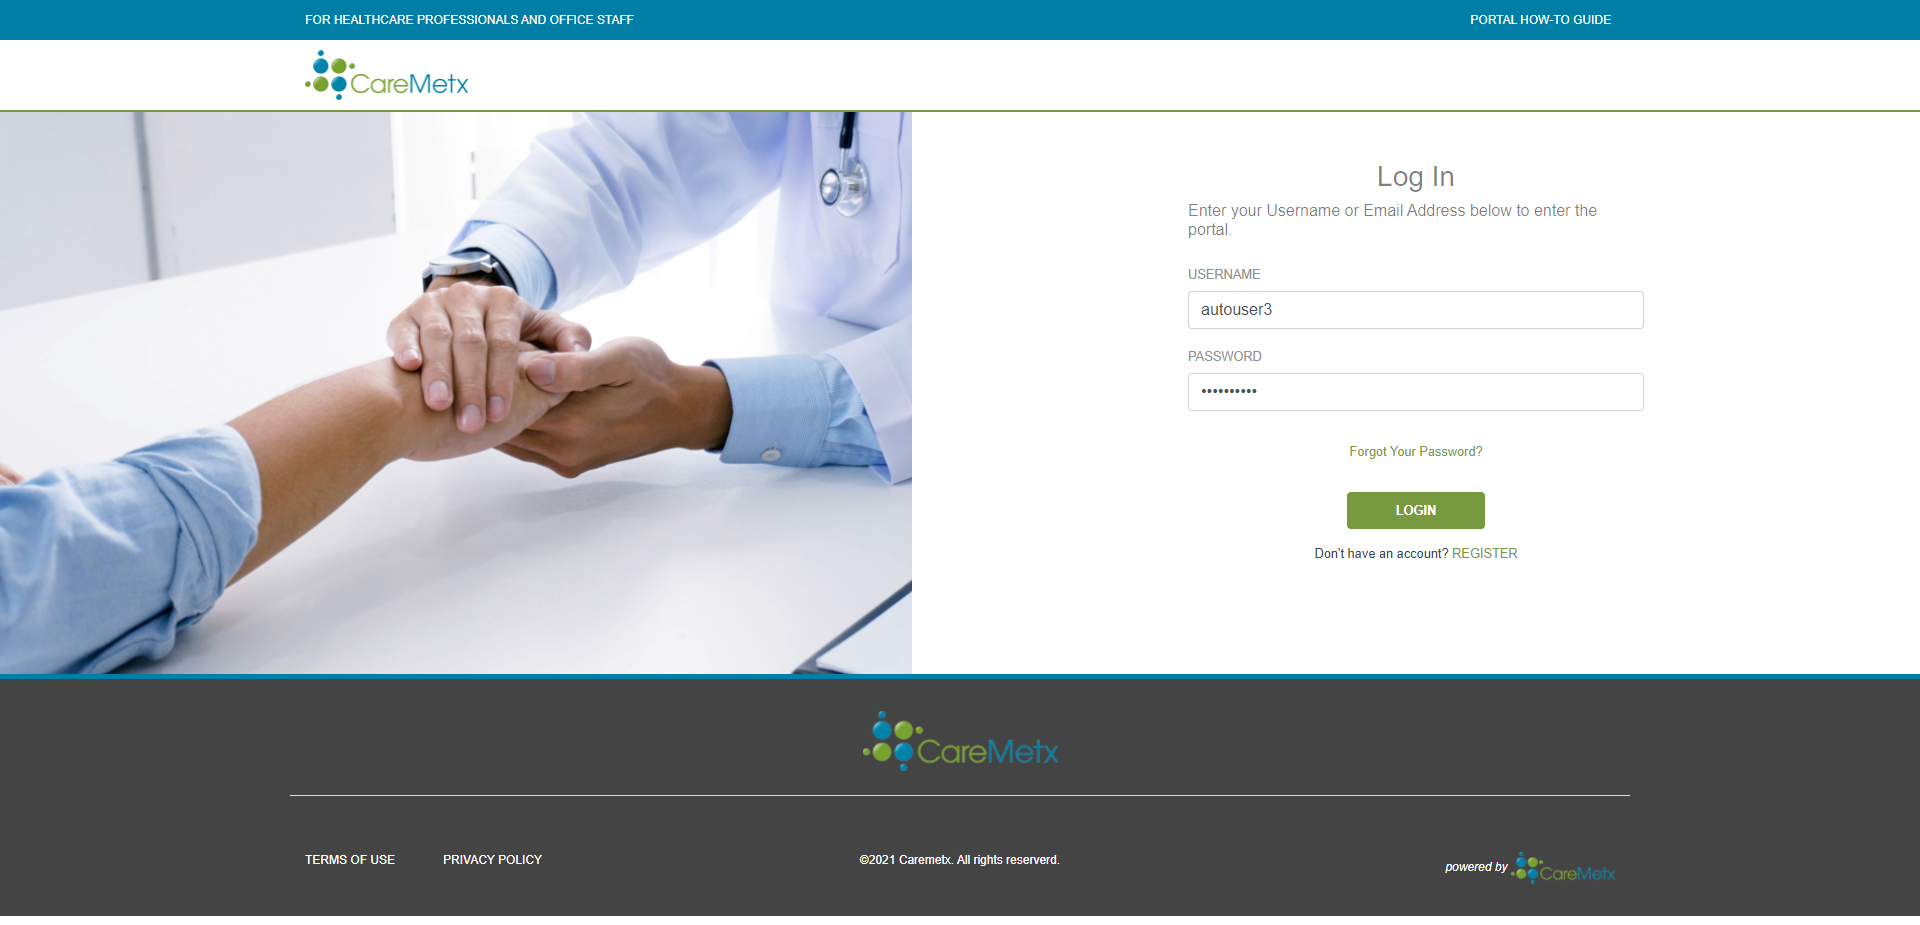 FOR HEALTHCARE PROFESSIONALS AND OFFICE STAFF
PORTAL HOW-TO GUIDE
CareMetx
Log In
Enter your Username or Email Address below to enter the
portal.
USERNAME
autouser3
PASSWORD
••••••••••
Forgot Your Password?
LOGIN
Don't have an account? REGISTER
CareMetx
TERMS OF USE
PRIVACY POLICY
©2021 Caremetx. All rights reserverd.
powered by CareMetx